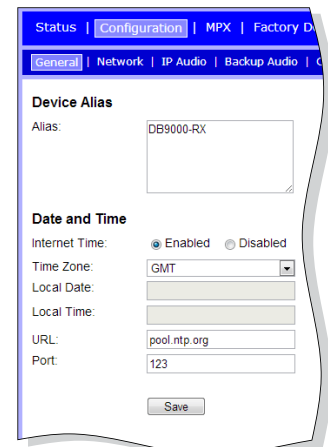 Status | Configuration | MPX | Factory
General | Network | IP Audio | Backup Audio |
Device Alias
Alias: DB9000-RX
Date and Time
Internet Time: Enabled Disabled
Time Zone: GMT
Local Date:
Local Time:
URL: pool.ntp.org
Port: 123
Save